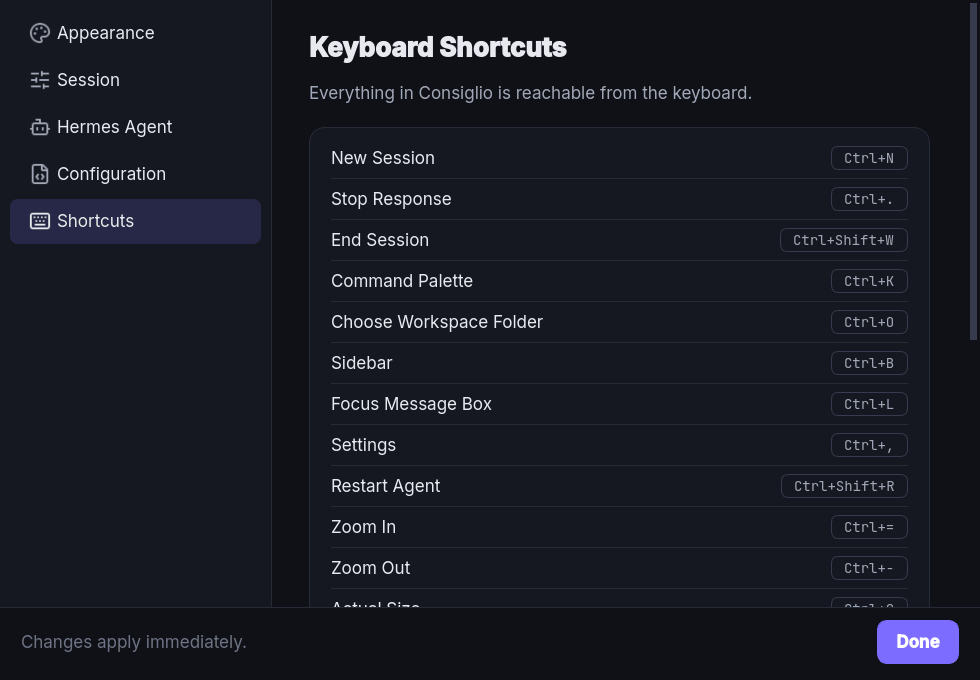 Appearance
Session
Hermes Agent
Configuration
Shortcuts
Keyboard Shortcuts
Everything in Consiglio is reachable from the keyboard.
New Session Ctrl+N
Stop Response Ctrl+.
End Session Ctrl+Shift+W
Command Palette Ctrl+K
Choose Workspace Folder Ctrl+O
Sidebar Ctrl+B
Focus Message Box Ctrl+L
Settings Ctrl+,
Restart Agent Ctrl+Shift+R
Zoom In Ctrl+=
Zoom Out Ctrl+-
Actual Size
Changes apply immediately.
Done